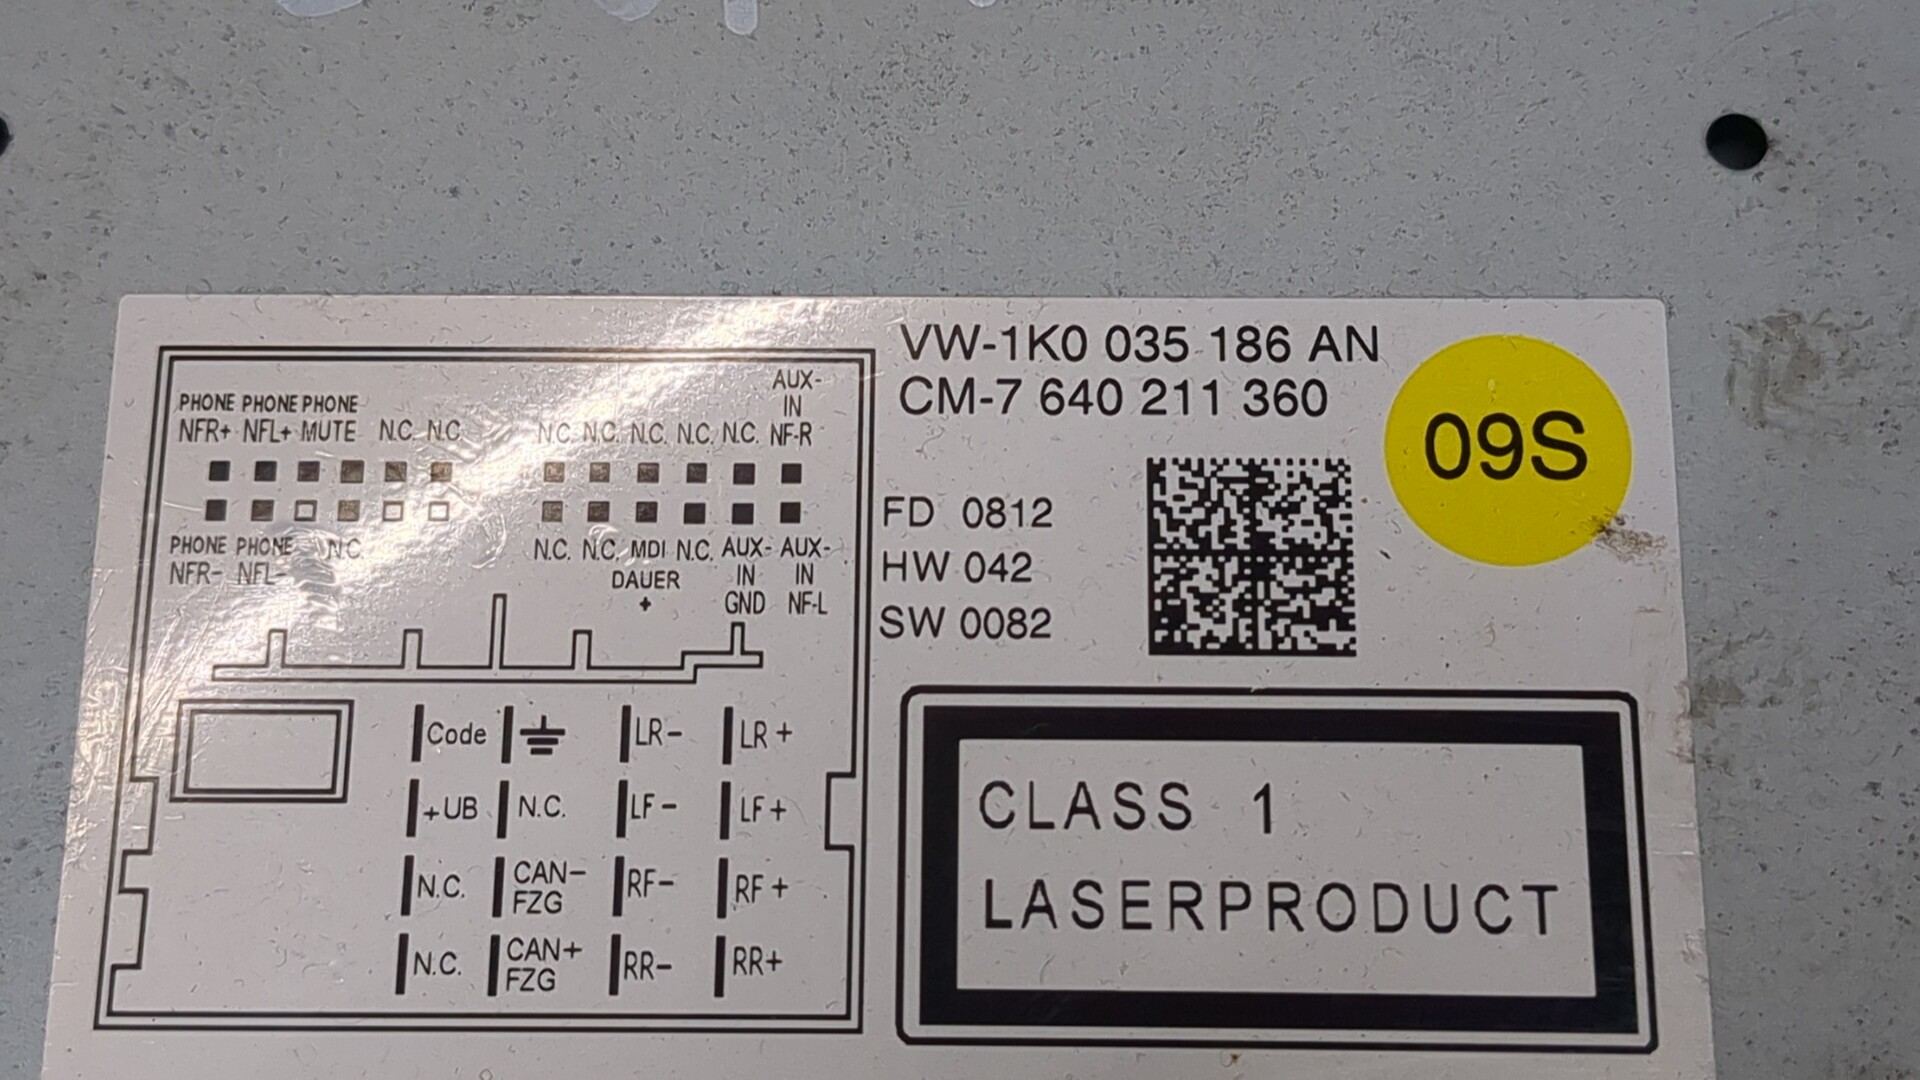 VW-1K0 035 186 AN
CM-7 640 211 360
09S
FD 0812
HW 042
SW 0082
CLASS 1
LASERPRODUCT
AUX-
PHONE PHONE PHONE IN
NFR+ NFL+ MUTE N.C. N.C. N.C. N.C. N.C. N.C. N.C. NF-R
PHONE PHONE N.C. N.C. N.C. MDI N.C. AUX- AUX-
NFR- NFL- DAUER IN IN
+ GND NF-L
Code LR- LR+
+UB N.C. LF- LF+
N.C. CAN- RF- RF+
FZG
N.C. CAN+ RR- RR+
FZG